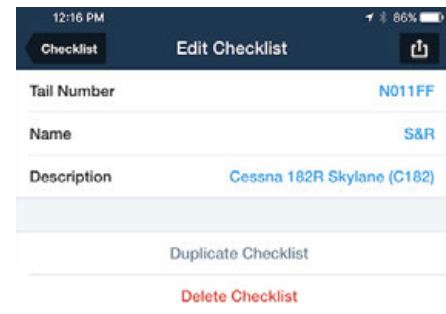 12:16 PM 86%
Checklist Edit Checklist
Tail Number N011FF
Name S&R
Description Cessna 182R Skylane (C182)
Duplicate Checklist
Delete Checklist